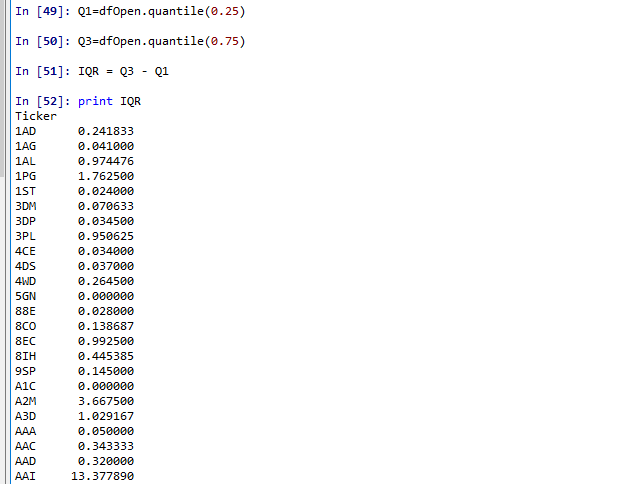 In [49]: Q1=dfOpen.quantile(0.25)
In [50]: Q3=dfOpen.quantile(0.75)
In [51]: IQR = Q3 - Q1
In [52]: print IQR
Ticker
1AD 0.241833
1AG 0.041000
1AL 0.974476
1PG 1.762500
1ST 0.024000
3DM 0.070633
3DP 0.034500
3PL 0.950625
4CE 0.034000
4DS 0.037000
4WD 0.264500
5GN 0.000000
88E 0.028000
8CO 0.138687
8EC 0.992500
8IH 0.445385
9SP 0.145000
A1C 0.000000
A2M 3.667500
A3D 1.029167
AAA 0.050000
AAC 0.343333
AAD 0.320000
AAI 13.377890